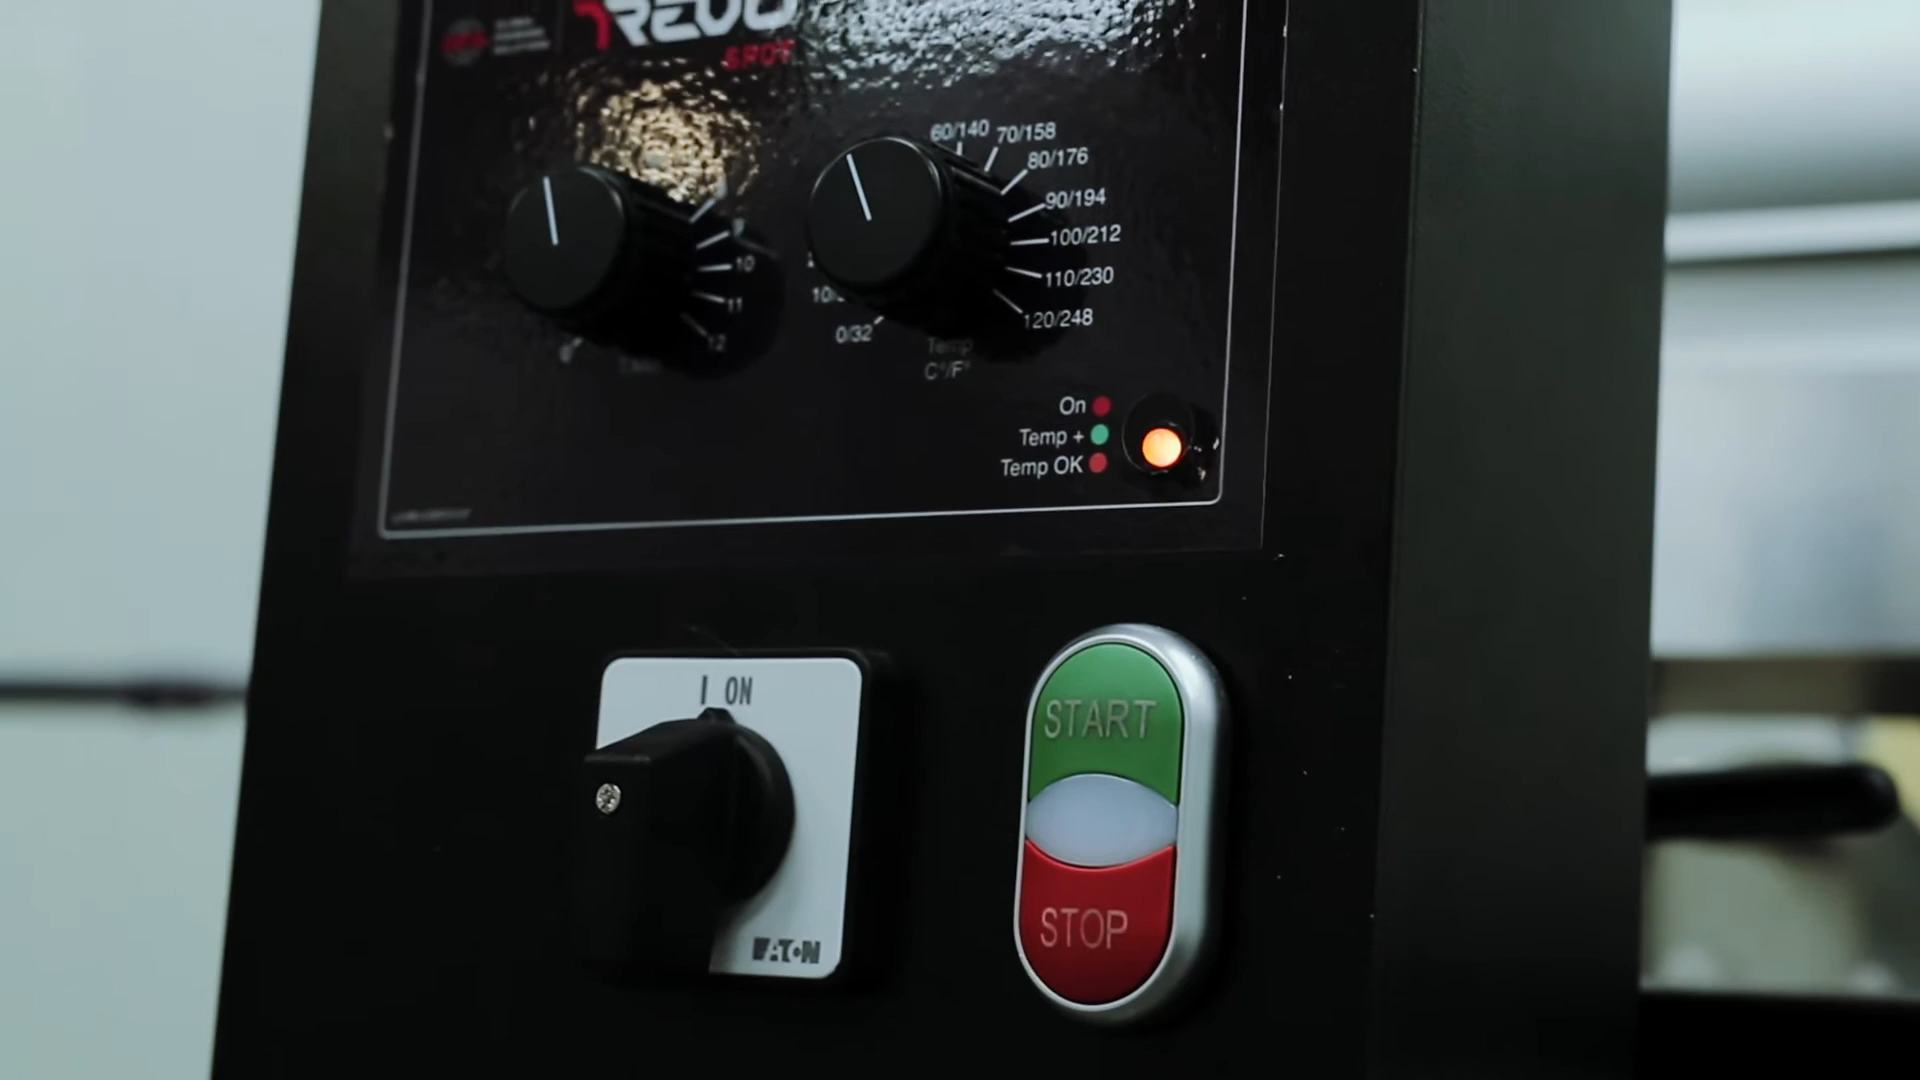 REVO
SPOT
60/140
70/158
80/176
90/194
100/212
110/230
120/248
10
11
12
0/32
Temp
C°/F°
On
Temp +
Temp OK
I ON
EATON
START
STOP